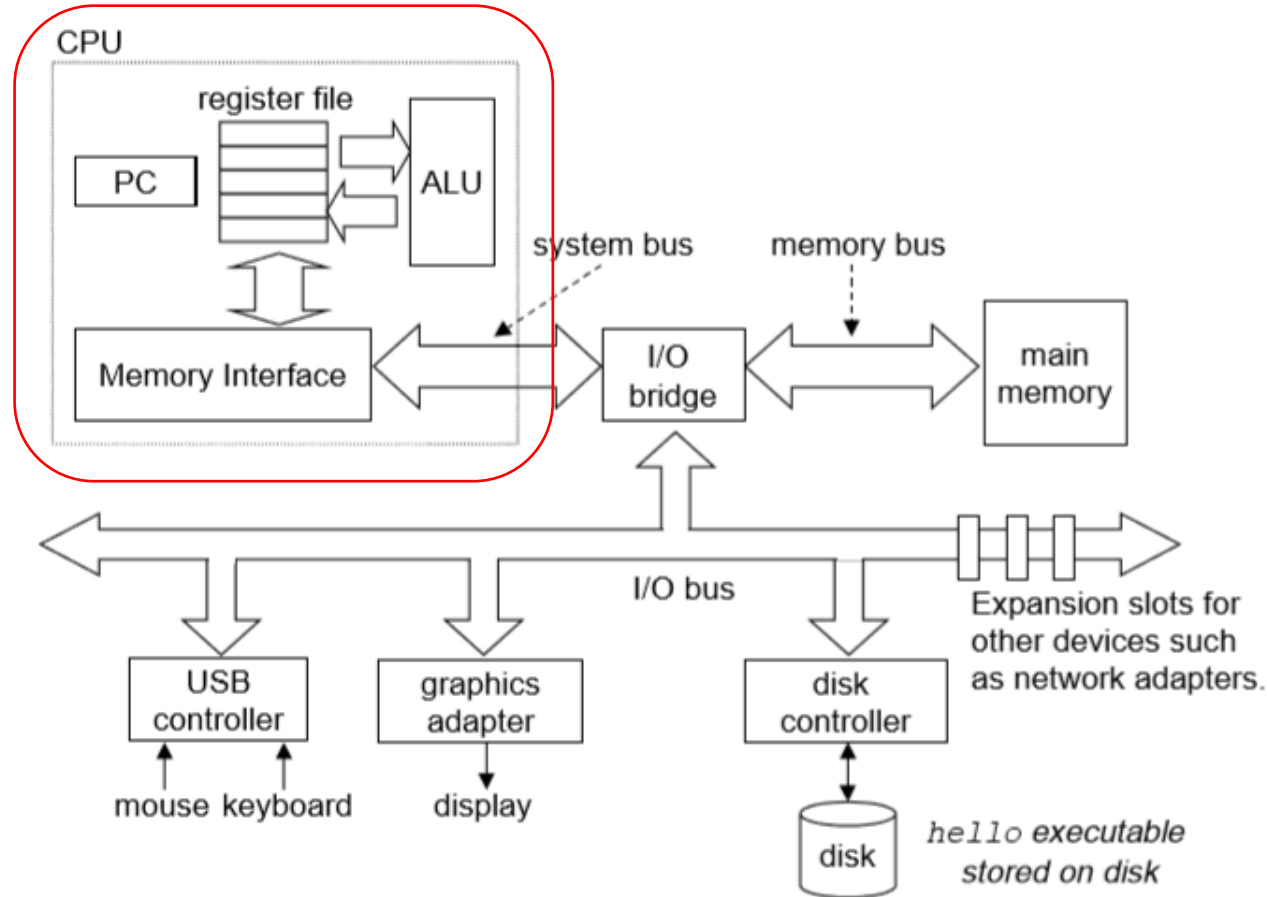 CPU
register file
PC
ALU
system bus
memory bus
Memory Interface
I/O
bridge
main
memory
I/O bus
Expansion slots for
other devices such
as network adapters.
USB
controller
graphics
adapter
disk
controller
mouse
keyboard
display
disk
hello executable
stored on disk